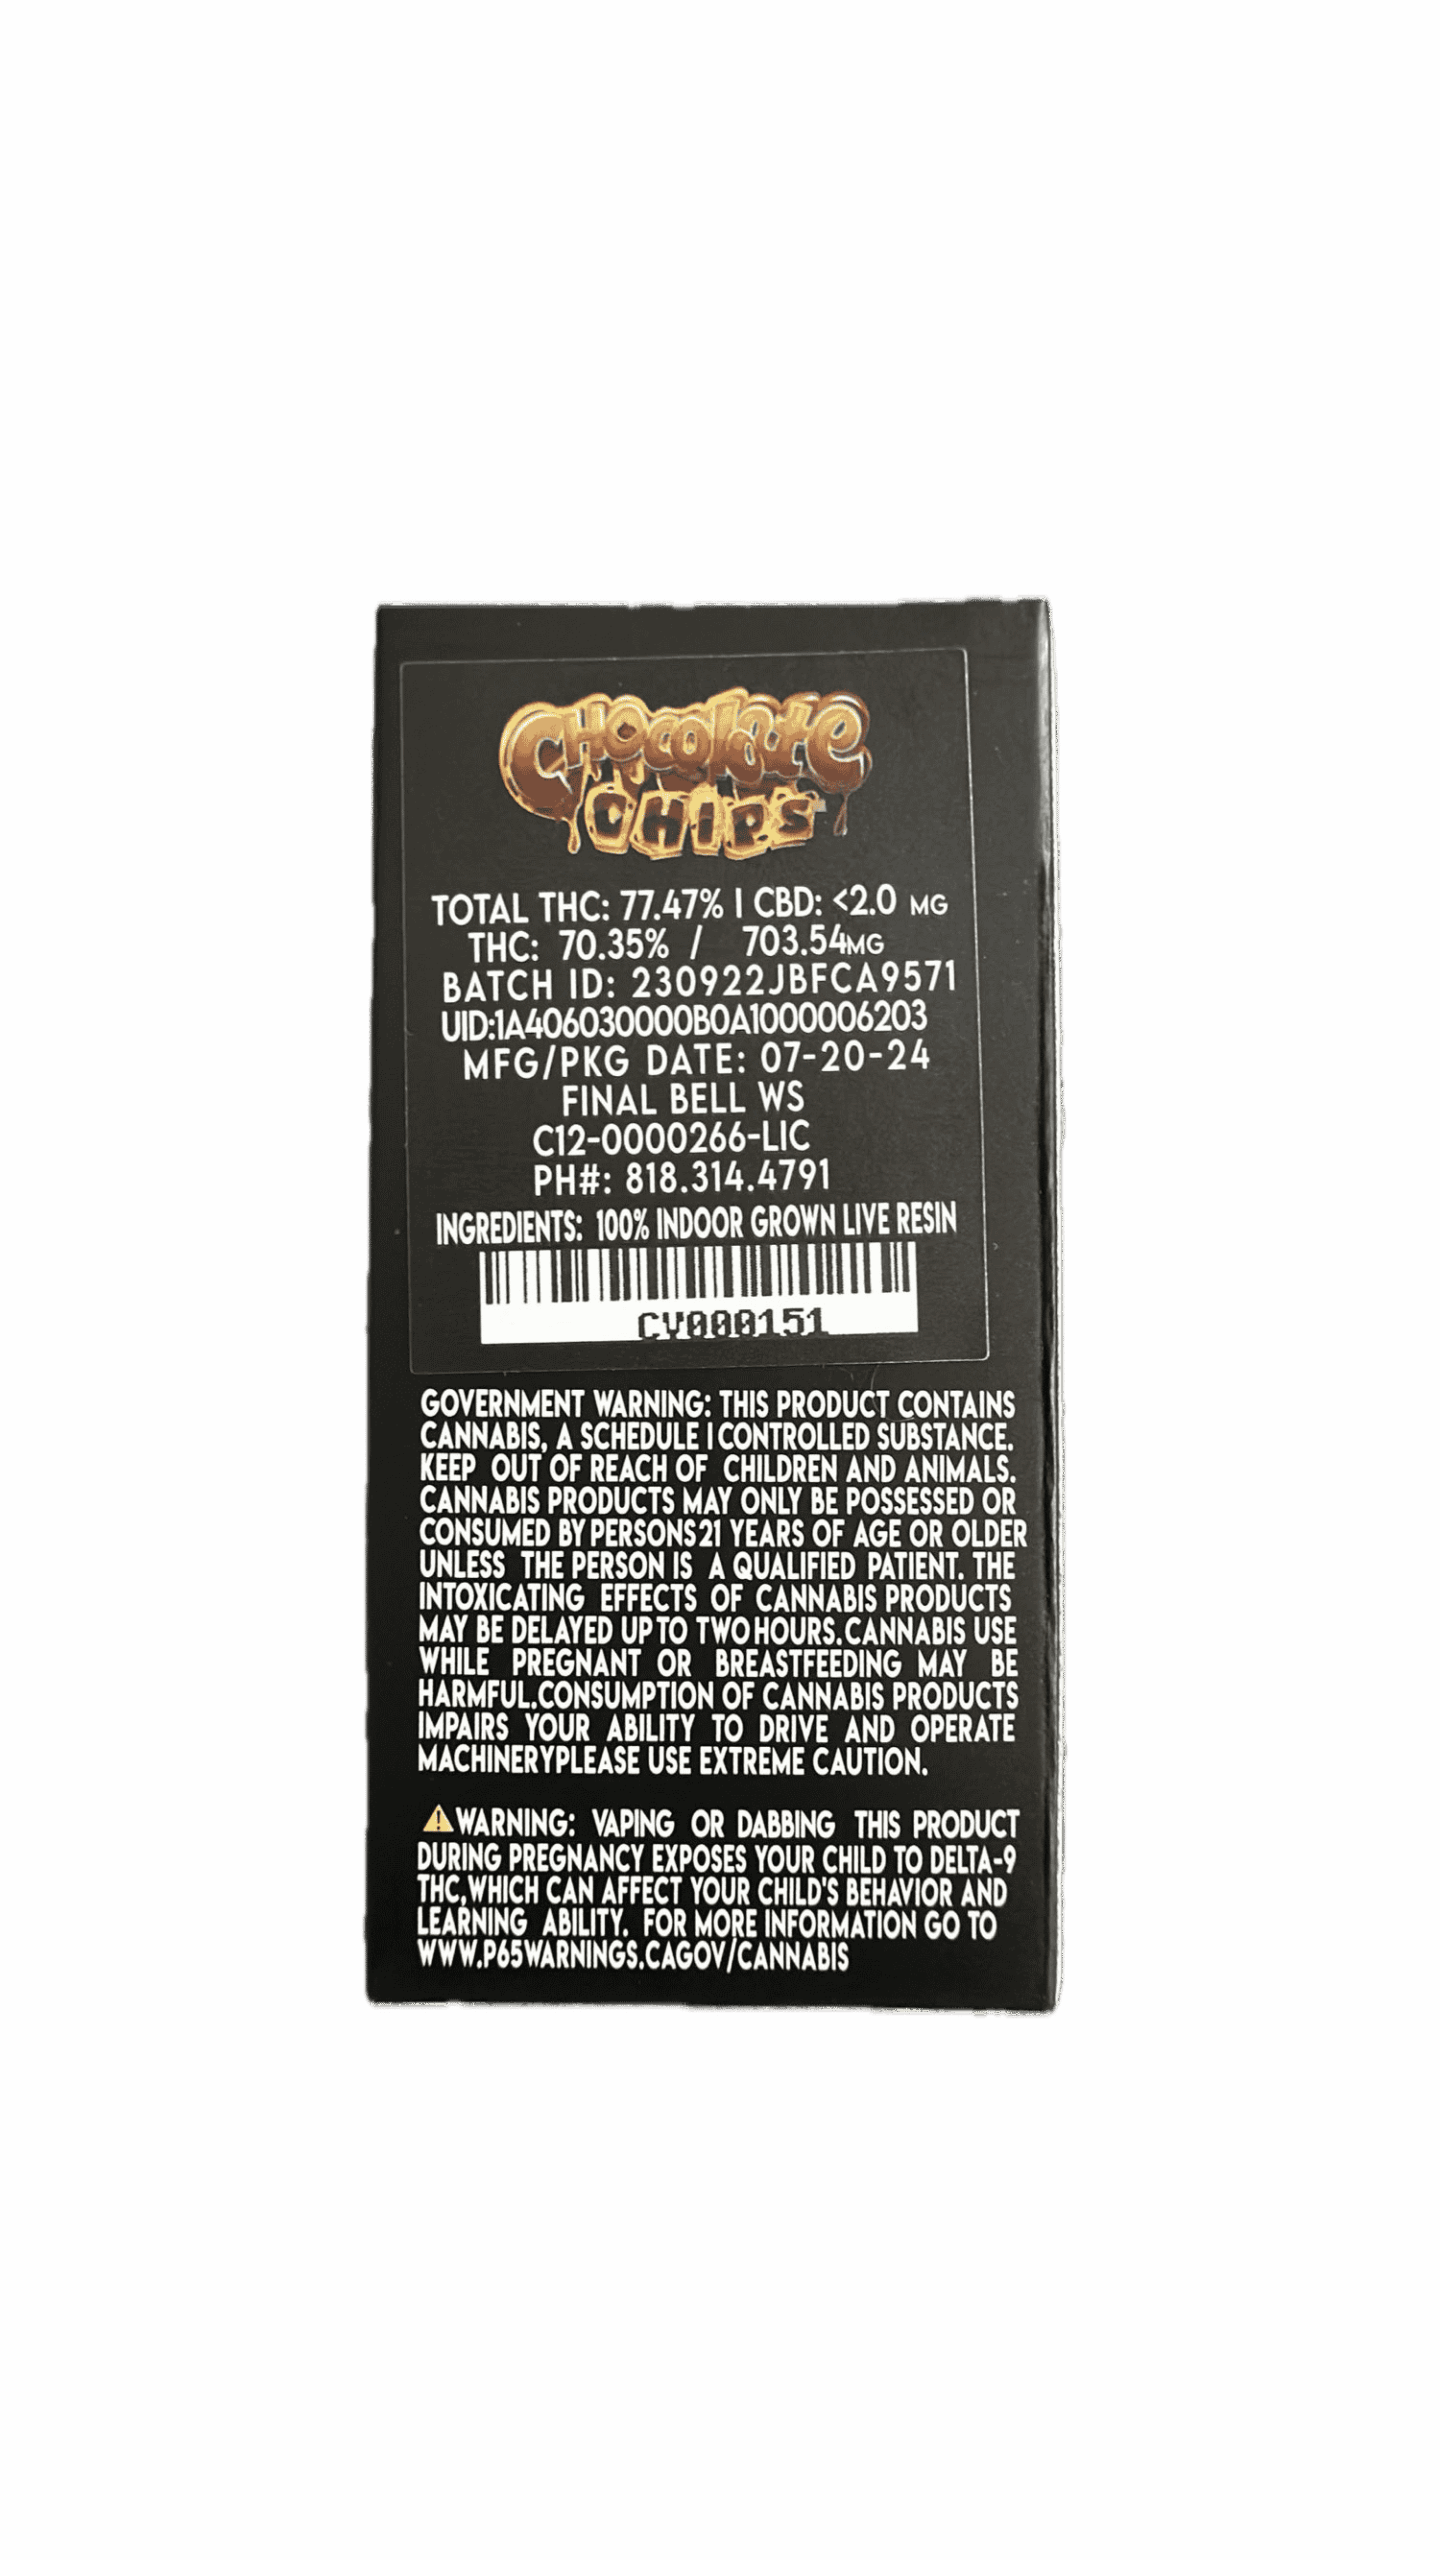 CHOCOLATE
CHIPS
TOTAL THC: 77.47% | CBD: <2.0 MG
THC: 70.35% / 703.54MG
BATCH ID: 230922JBFCA9571
UID:1A406030000B0A1000006203
MFG/PKG DATE: 07-20-24
FINAL BELL WS
C12-0000266-LIC
PH#: 818.314.4791
INGREDIENTS: 100% INDOOR GROWN LIVE RESIN
CY000151
GOVERNMENT WARNING: THIS PRODUCT CONTAINS
CANNABIS, A SCHEDULE I CONTROLLED SUBSTANCE.
KEEP OUT OF REACH OF CHILDREN AND ANIMALS.
CANNABIS PRODUCTS MAY ONLY BE POSSESSED OR
CONSUMED BY PERSONS 21 YEARS OF AGE OR OLDER
UNLESS THE PERSON IS A QUALIFIED PATIENT. THE
INTOXICATING EFFECTS OF CANNABIS PRODUCTS
MAY BE DELAYED UP TO TWO HOURS. CANNABIS USE
WHILE PREGNANT OR BREASTFEEDING MAY BE
HARMFUL.CONSUMPTION OF CANNABIS PRODUCTS
IMPAIRS YOUR ABILITY TO DRIVE AND OPERATE
MACHINERYPLEASE USE EXTREME CAUTION.
⚠WARNING: VAPING OR DABBING THIS PRODUCT
DURING PREGNANCY EXPOSES YOUR CHILD TO DELTA-9
THC,WHICH CAN AFFECT YOUR CHILD'S BEHAVIOR AND
LEARNING ABILITY. FOR MORE INFORMATION GO TO
WWW.P65WARNINGS.CAGOV/CANNABIS